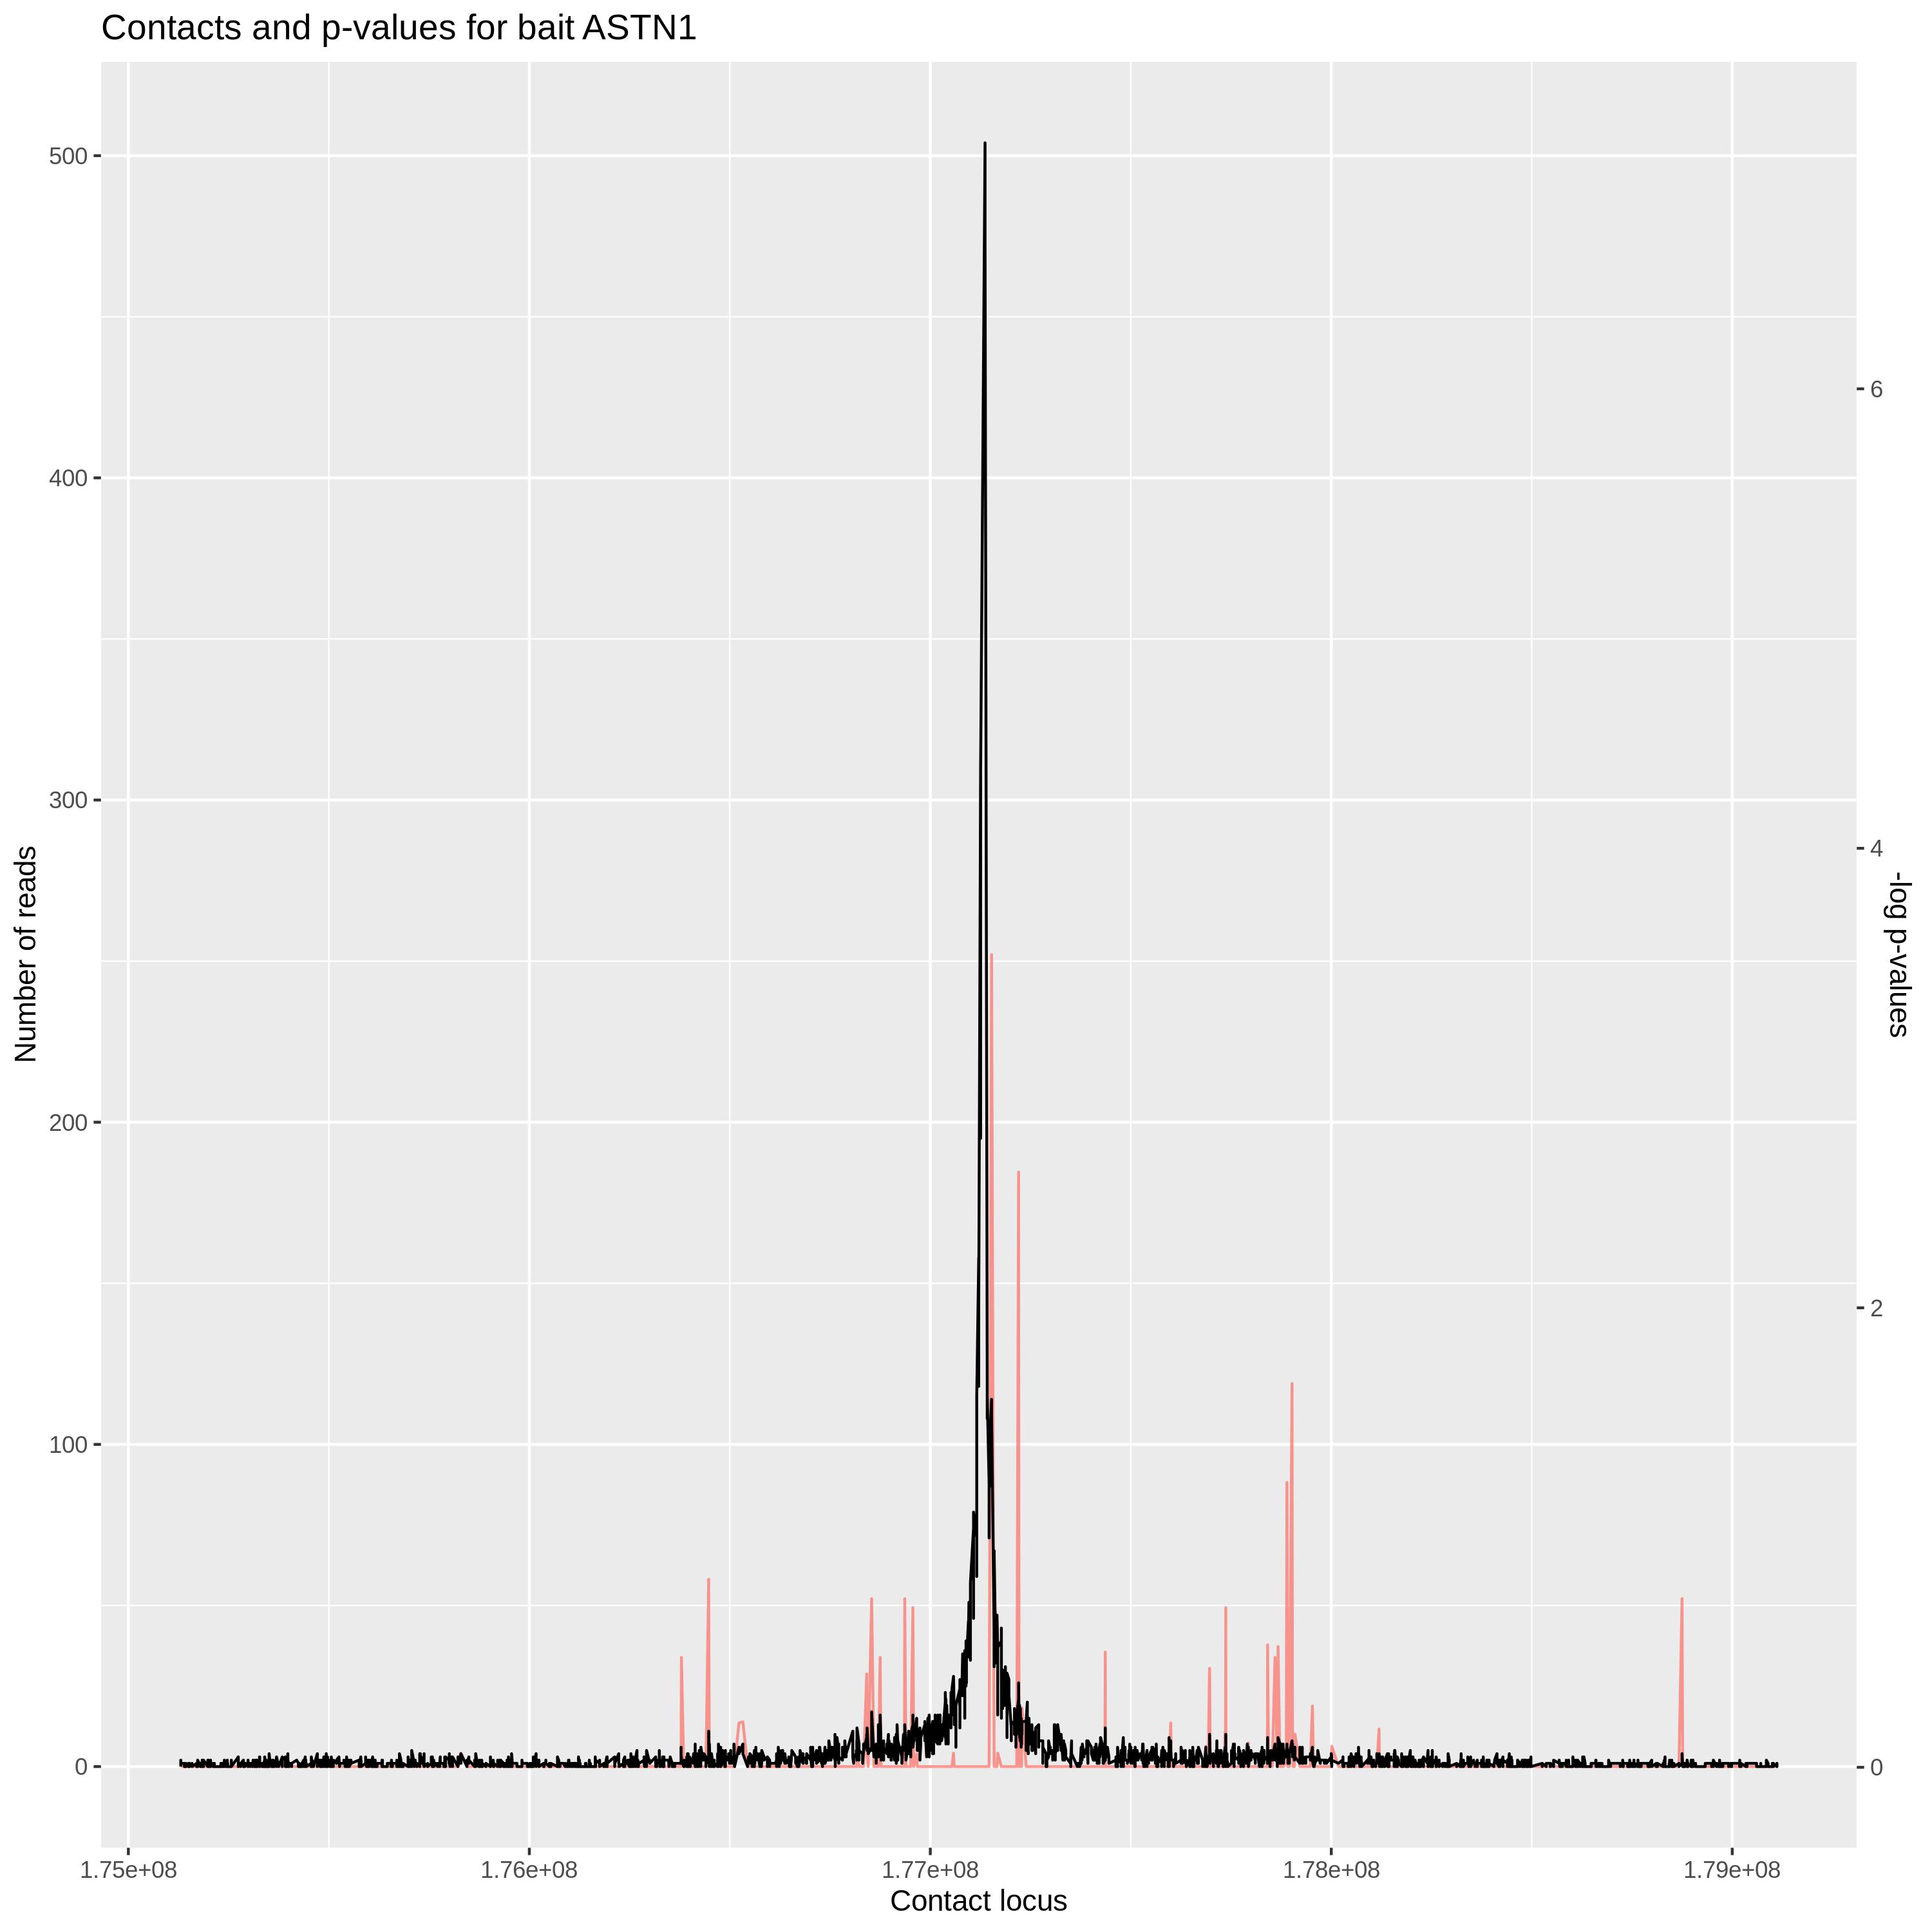 Contacts and p-values for bait ASTN1
500
400
300
200
100
0
Number of reads
6
4
2
0
-log p-values
1.75e+08
1.76e+08
1.77e+08
1.78e+08
1.79e+08
Contact locus